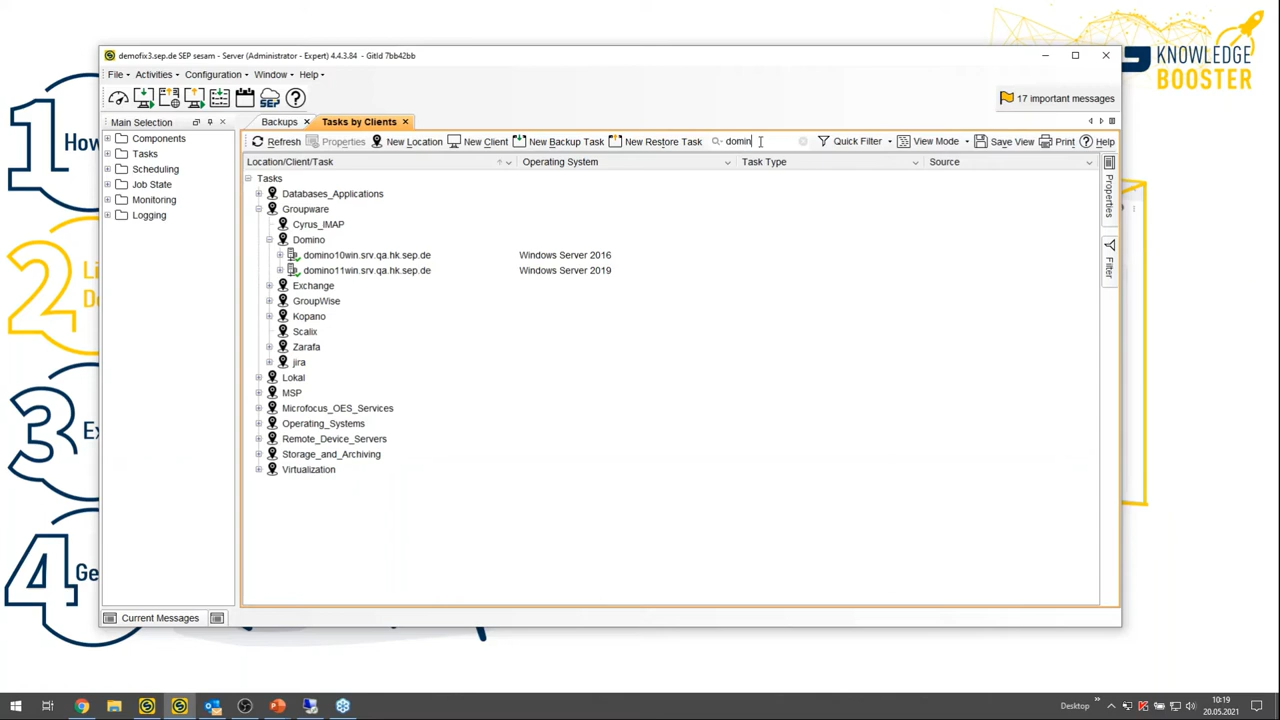 KNOWLEDGE
BOOSTER
demofix3.sep.de SEP sesam - Server (Administrator - Expert) 4.4.3.84 - GitId 7bb42bb
File Activities Configuration Window Help
SEP
17 important messages
Main Selection
Backups Tasks by Clients
Refresh Properties New Location New Client New Backup Task New Restore Task domin Quick Filter View Mode Save View Print Help
Location/Client/Task Operating System Task Type Source
Components
Tasks
Scheduling
Job State
Monitoring
Logging
Tasks
Databases_Applications
Groupware
Cyrus_IMAP
Domino
domino10win.srv.qa.hk.sep.de Windows Server 2016
domino11win.srv.qa.hk.sep.de Windows Server 2019
Exchange
GroupWise
Kopano
Scalix
Zarafa
jira
Lokal
MSP
Microfocus_OES_Services
Operating_Systems
Remote_Device_Servers
Storage_and_Archiving
Virtualization
Properties
Filter
Current Messages
1 How
2
3
4
Desktop
10:19
20.05.2021